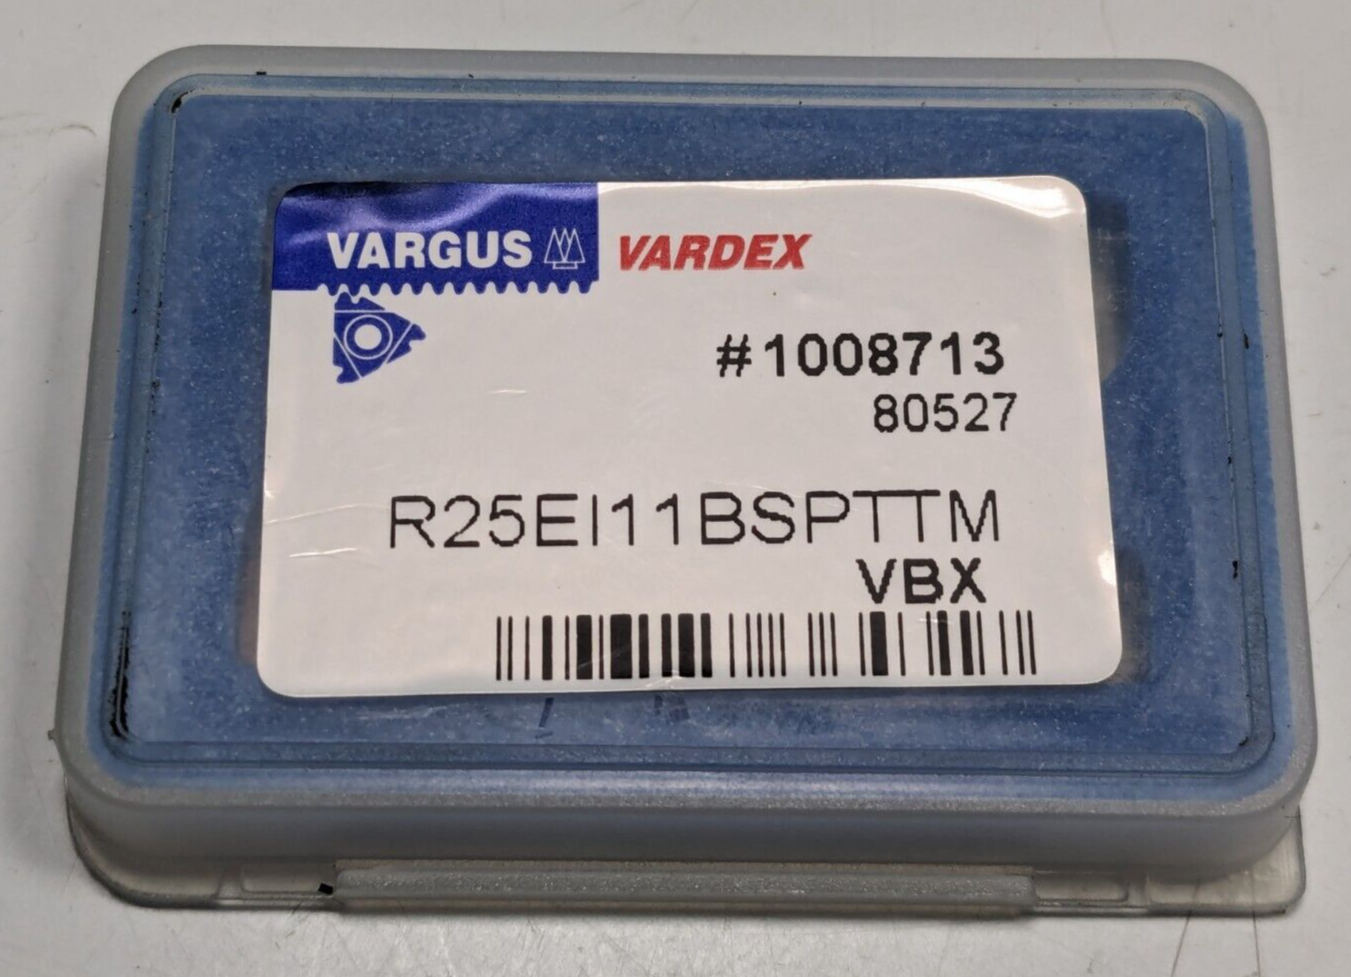 VARGUS VARDEX
#1008713
80527
R25EI11BSPTTM
VBX